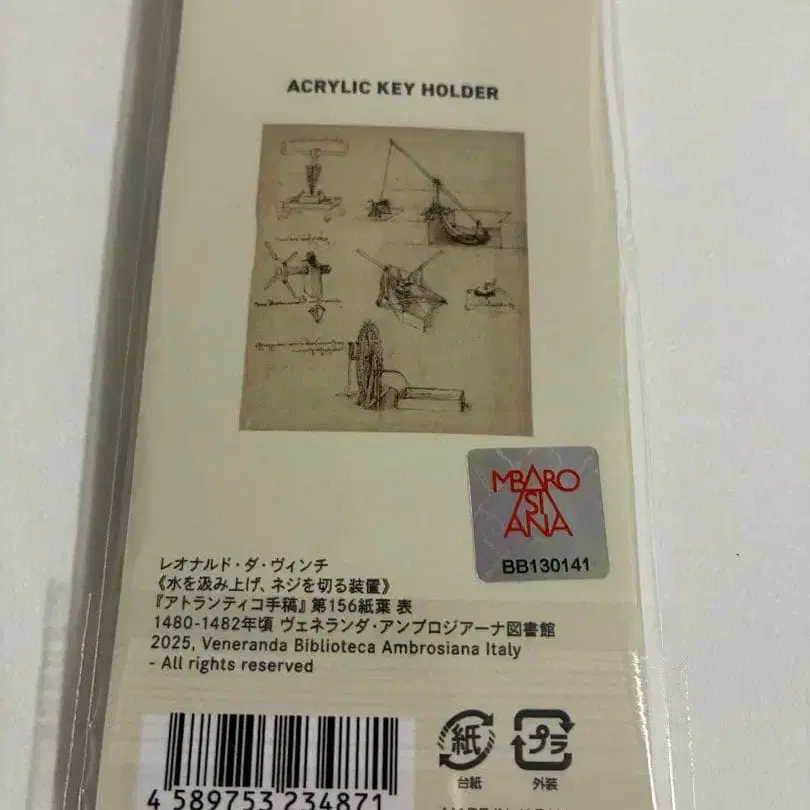 ACRYLIC KEY HOLDER
MBARO
SI
ANA
BB130141
レオナルド・ダ・ヴィンチ
《水を汲み上げ、ネジを切る装置》
『アトランティコ手稿』第156紙葉 表
1480-1482年頃 ヴェネランダ・アンブロジアーナ図書館
2025, Veneranda Biblioteca Ambrosiana Italy
- All rights reserved
紙
プラ
台紙
外装
4 589753 234871